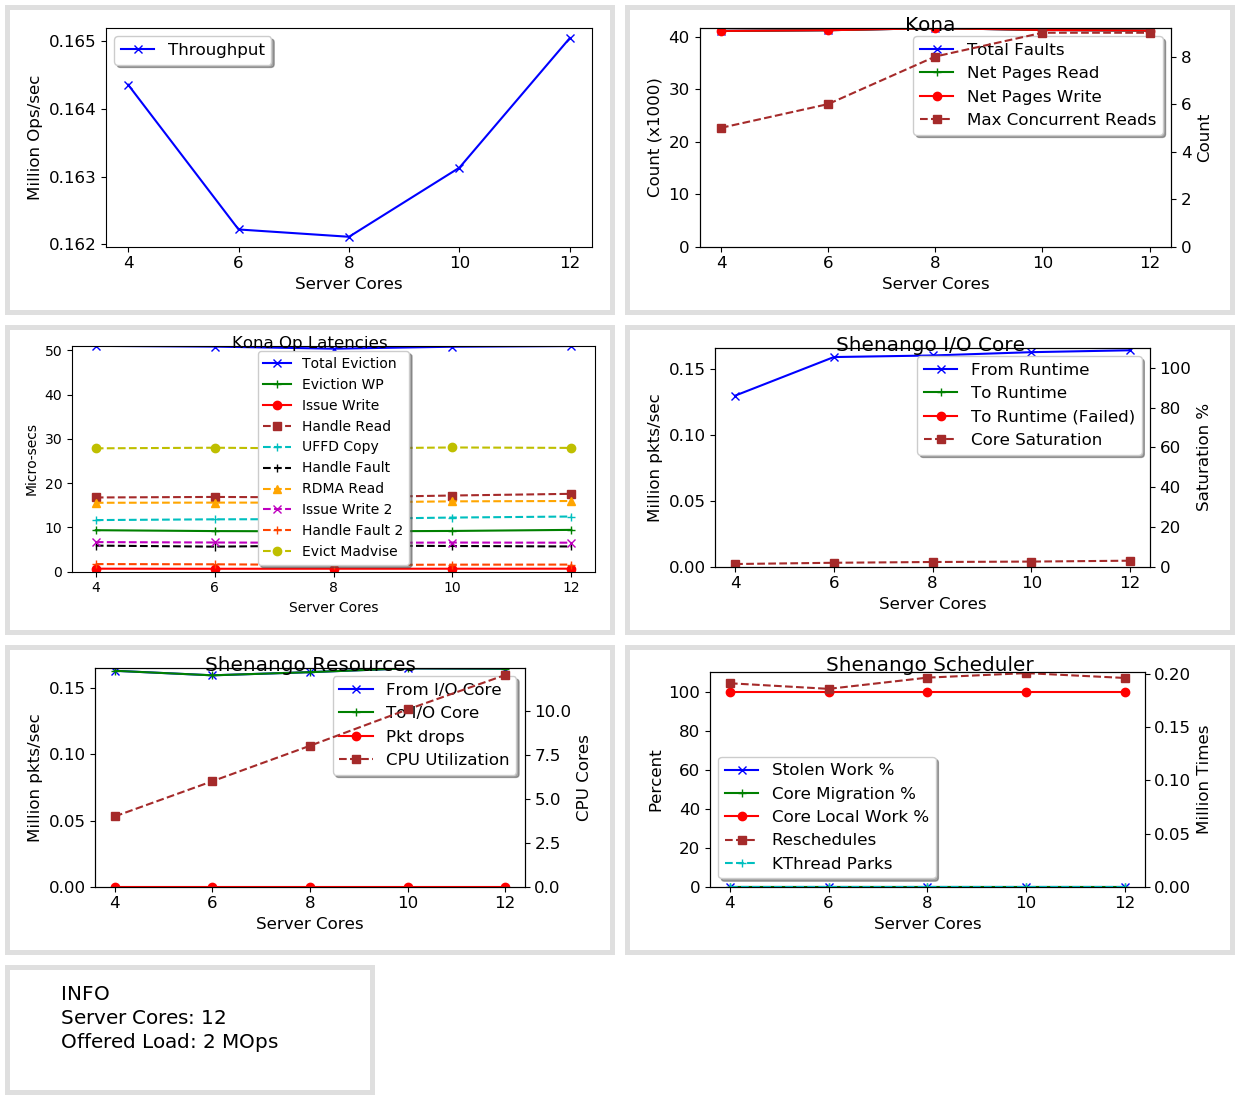 Throughput
0.165
0.164
0.163
0.162
Million Ops/sec
4 6 8 10 12
Server Cores
Kona
Total Faults
Net Pages Read
Net Pages Write
Max Concurrent Reads
40
30
20
10
0
Count (x1000)
8
6
4
2
0
Count
4 6 8 10 12
Server Cores
Kona Op Latencies
Total Eviction
Eviction WP
Issue Write
Handle Read
UFFD Copy
Handle Fault
RDMA Read
Issue Write 2
Handle Fault 2
Evict Madvise
50
40
30
20
10
0
Micro-secs
4 6 8 10 12
Server Cores
Shenango I/O Core
From Runtime
To Runtime
To Runtime (Failed)
Core Saturation
0.15
0.10
0.05
0.00
Million pkts/sec
100
80
60
40
20
0
Saturation %
4 6 8 10 12
Server Cores
Shenango Resources
From I/O Core
To I/O Core
Pkt drops
CPU Utilization
0.15
0.10
0.05
0.00
Million pkts/sec
10.0
7.5
5.0
2.5
0.0
CPU Cores
4 6 8 10 12
Server Cores
Shenango Scheduler
Stolen Work %
Core Migration %
Core Local Work %
Reschedules
KThread Parks
100
80
60
40
20
0
Percent
0.20
0.15
0.10
0.05
0.00
Million Times
4 6 8 10 12
Server Cores
INFO
Server Cores: 12
Offered Load: 2 MOps